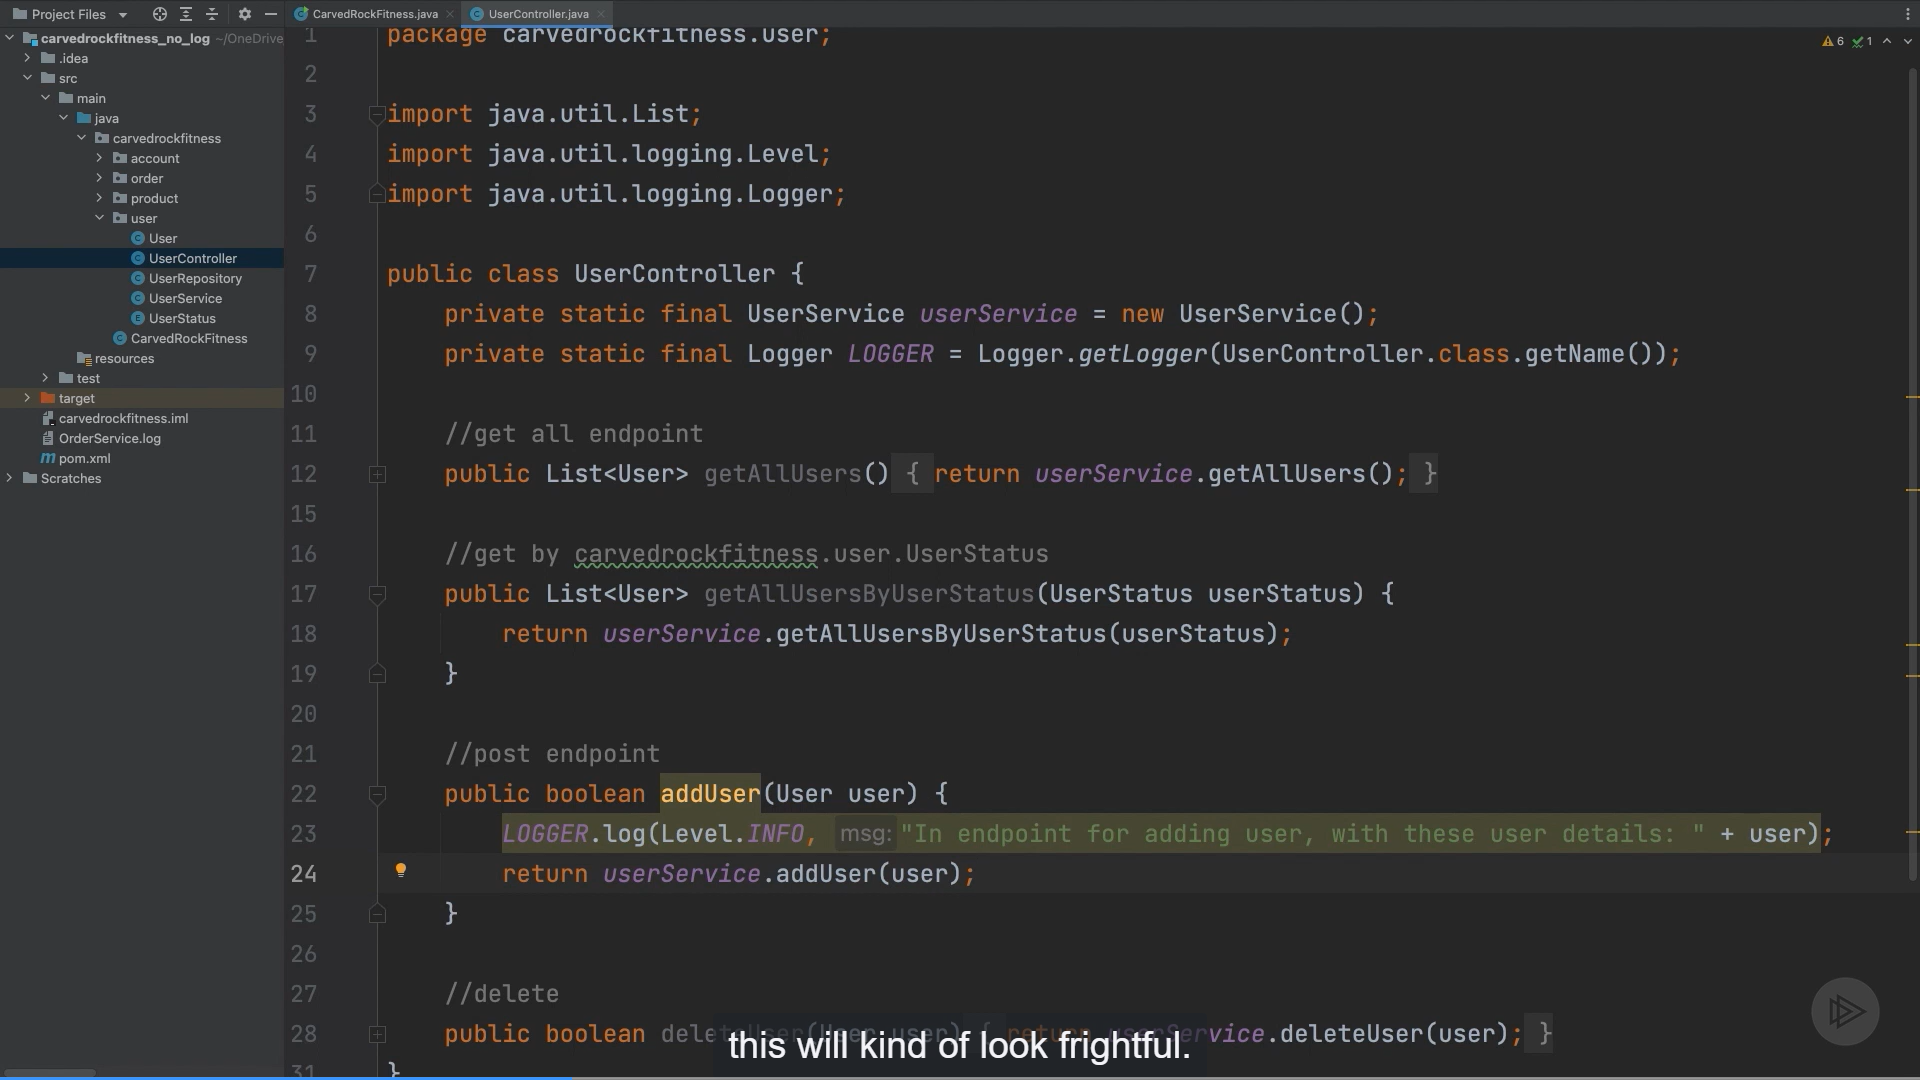 Project Files
CarvedRockFitness.java
UserController.java
carvedrockfitness_no_log ~/OneDrive
.idea
src
main
java
carvedrockfitness
account
order
product
user
User
UserController
UserRepository
UserService
UserStatus
CarvedRockFitness
resources
test
target
carvedrockfitness.iml
OrderService.log
pom.xml
Scratches
6 1
1 package carvedrockfitness.user;
2
3 import java.util.List;
4 import java.util.logging.Level;
5 import java.util.logging.Logger;
6
7 public class UserController {
8 private static final UserService userService = new UserService();
9 private static final Logger LOGGER = Logger.getLogger(UserController.class.getName());
10
11 //get all endpoint
12 public List<User> getAllUsers() { return userService.getAllUsers(); }
15
16 //get by carvedrockfitness.user.UserStatus
17 public List<User> getAllUsersByUserStatus(UserStatus userStatus) {
18 return userService.getAllUsersByUserStatus(userStatus);
19 }
20
21 //post endpoint
22 public boolean addUser(User user) {
23 LOGGER.log(Level.INFO, msg: "In endpoint for adding user, with these user details: " + user);
24 return userService.addUser(user);
25 }
26
27 //delete
28 public boolean deleteUser(User user) { return userService.deleteUser(user); }
31 }
this will kind of look frightful.